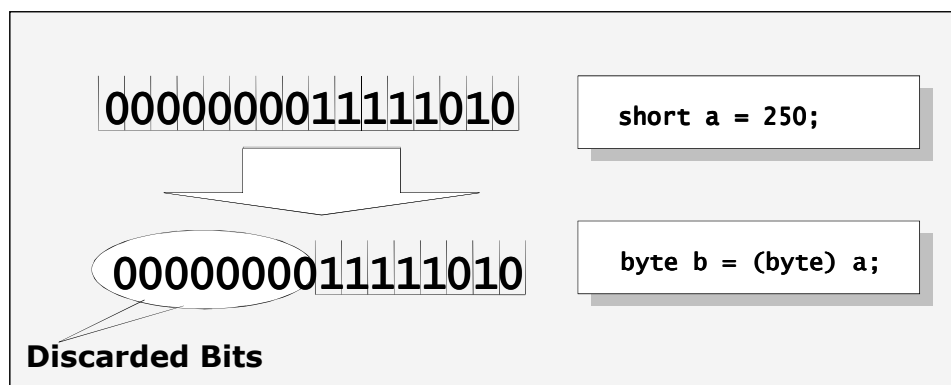 0000000011111010
short a = 250;
0000000011111010
byte b = (byte) a;
Discarded Bits